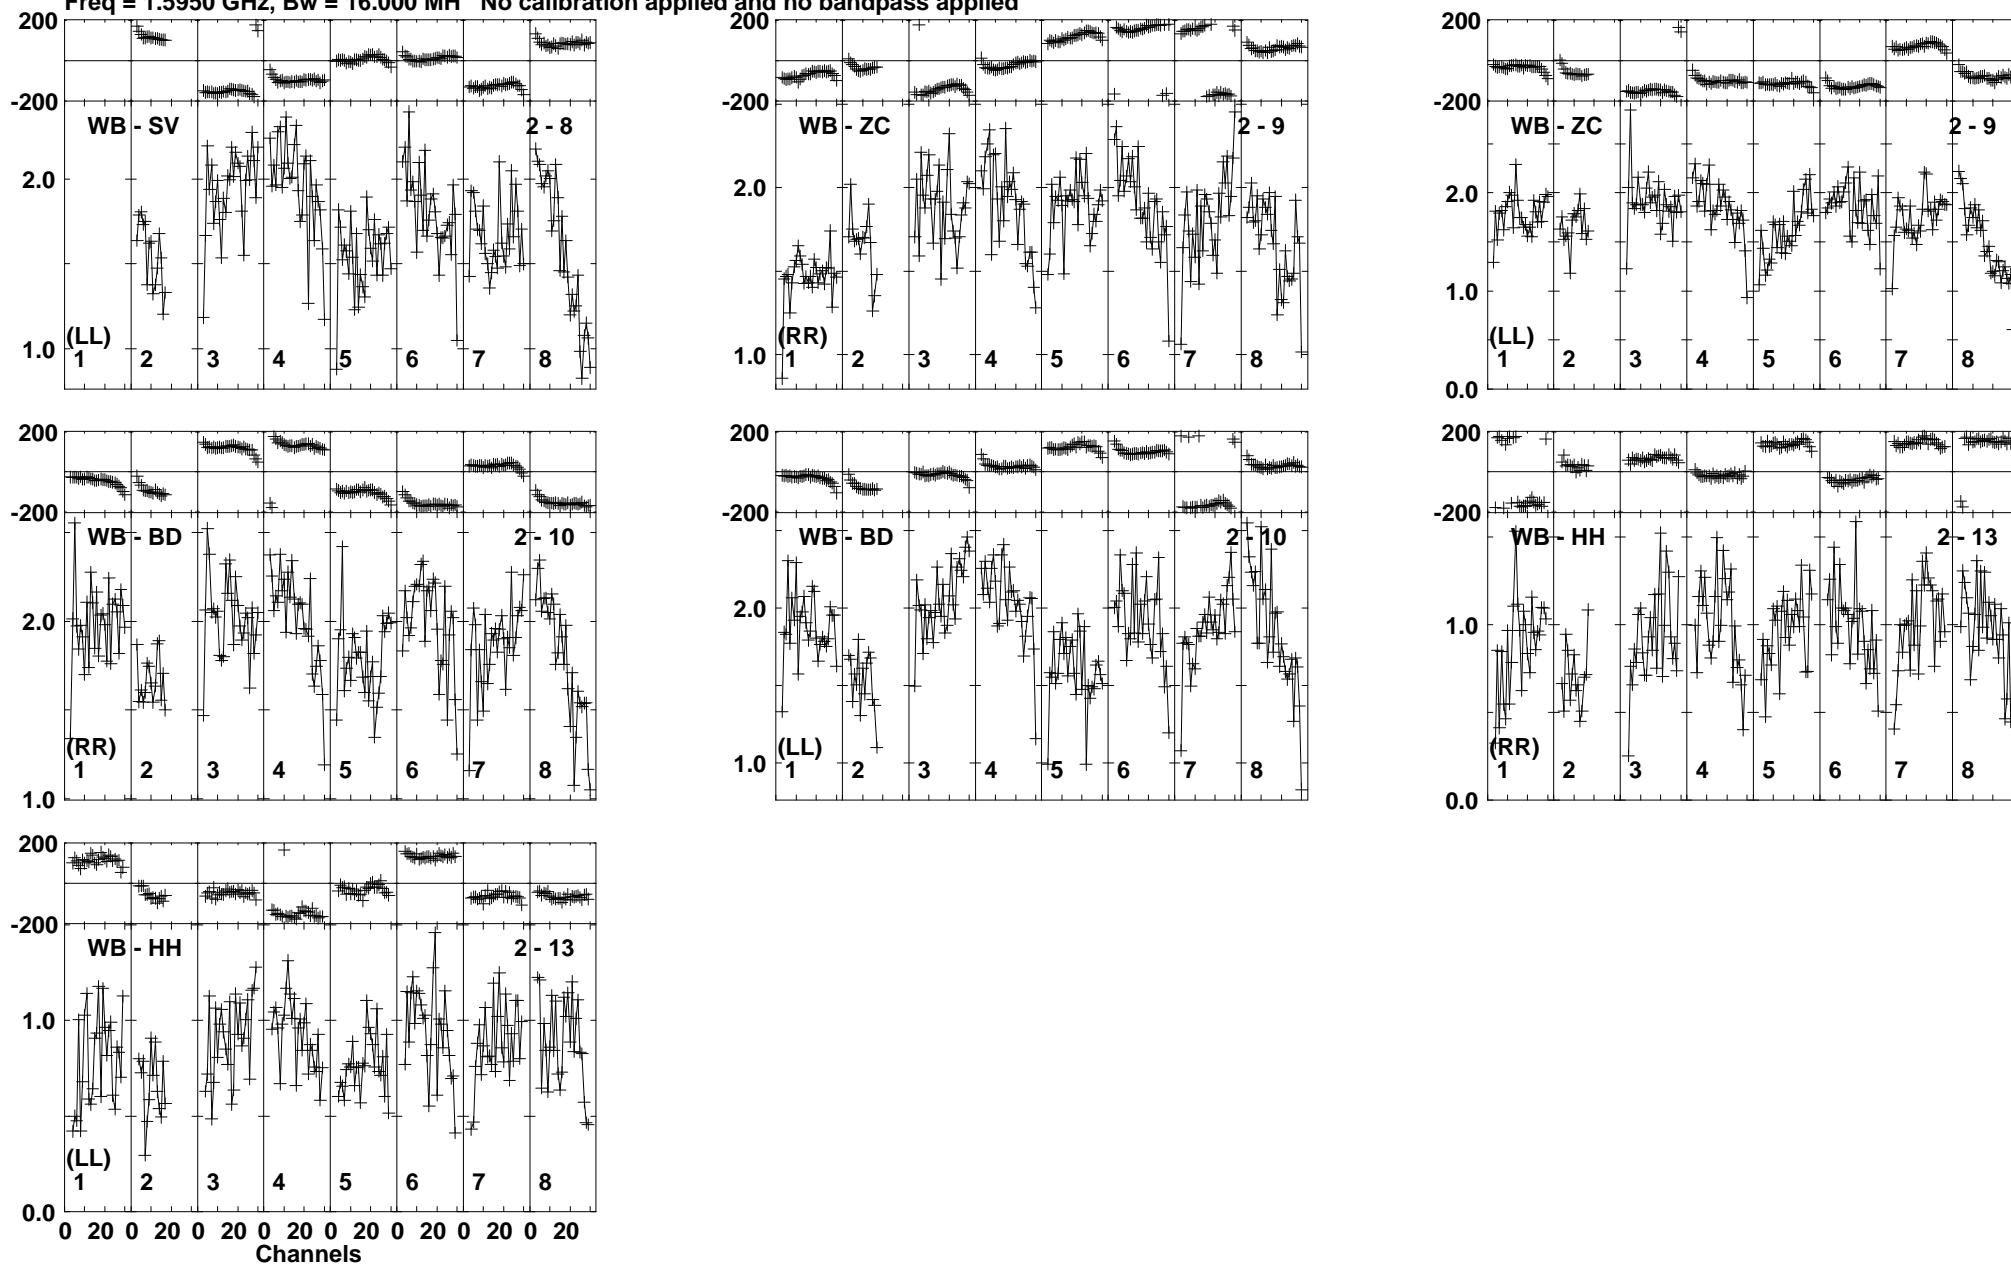 Freq = 1.5950 GHz, Bw = 16.000 MH No calibration applied and no bandpass applied
200 200 200
-200 -200 -200
WB - SV 2 - 8 WB - ZC 2 - 9 WB - ZC 2 - 9
2.0 2.0 2.0
1.0
(LL) (RR) (LL)
1.0 1.0
1 2 3 4 5 6 7 8 1 2 3 4 5 6 7 8 1 2 3 4 5 6 7 8
0.0
200 200 200
-200 -200 -200
WB - BD 2 - 10 WB - BD 2 - 10 WB - HH 2 - 13
2.0 2.0 1.0
(RR) (LL) (RR)
1 2 3 4 5 6 7 8 1 2 3 4 5 6 7 8 1 2 3 4 5 6 7 8
1.0 1.0 0.0
200
-200
WB - HH 2 - 13
1.0
(LL)
1 2 3 4 5 6 7 8
0.0
0 20 0 20 0 20 0 20 0 20 0 20 0 20 0 20
Channels